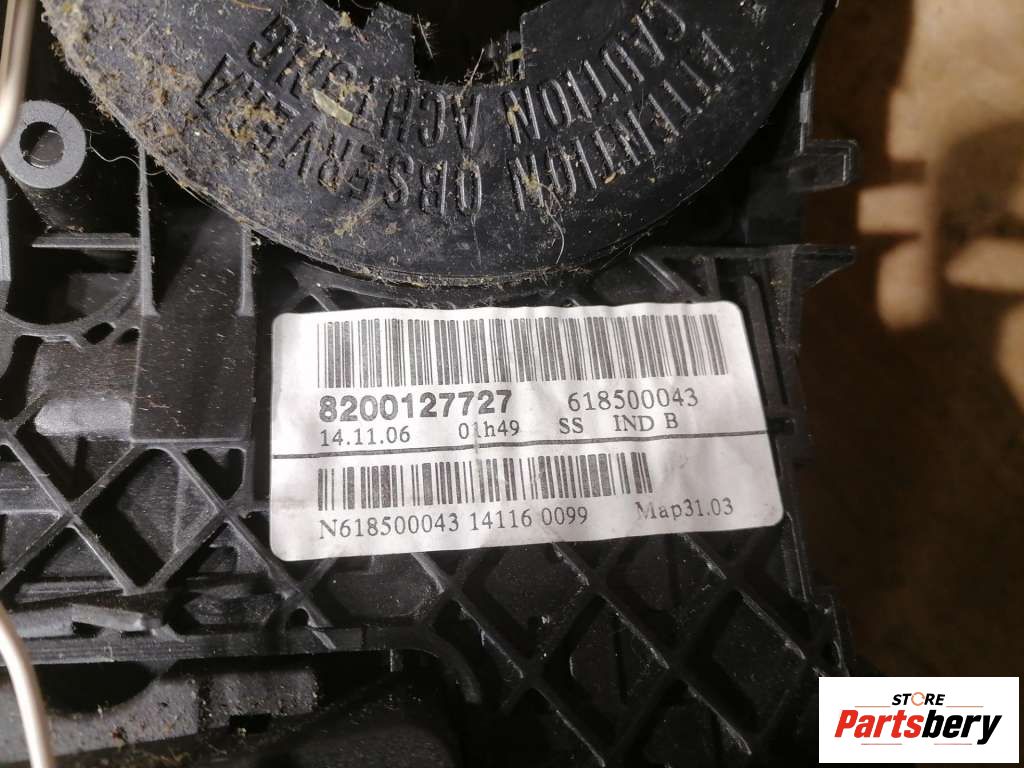 ATTENTION OBSERVERA
CAUTION ACHTUNG
8200127727 618500043
14.11.06 01h49 SS IND B
N618500043 14116 0099 Map31.03
STORE
Partsbery